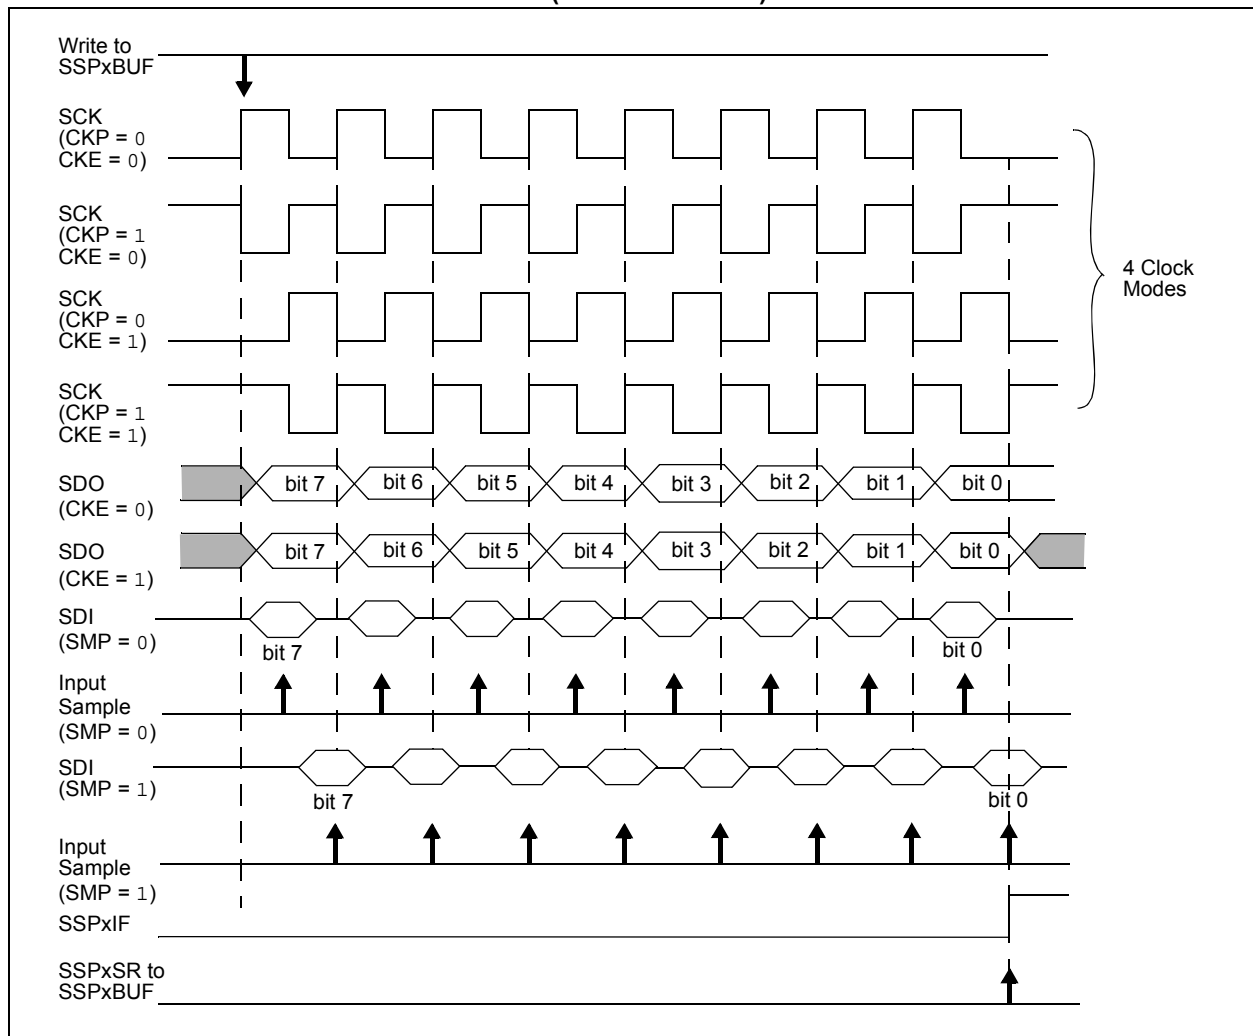 Write to
SSPxBUF
SCK
(CKP = 0
CKE = 0)
SCK
(CKP = 1
CKE = 0)
SCK
(CKP = 0
CKE = 1)
SCK
(CKP = 1
CKE = 1)
4 Clock
Modes
SDO
(CKE = 0)
bit 7 bit 6 bit 5 bit 4 bit 3 bit 2 bit 1 bit 0
SDO
(CKE = 1)
bit 7 bit 6 bit 5 bit 4 bit 3 bit 2 bit 1 bit 0
SDI
(SMP = 0)
bit 7 bit 0
Input
Sample
(SMP = 0)
SDI
(SMP = 1)
bit 7 bit 0
Input
Sample
(SMP = 1)
SSPxIF
SSPxSR to
SSPxBUF